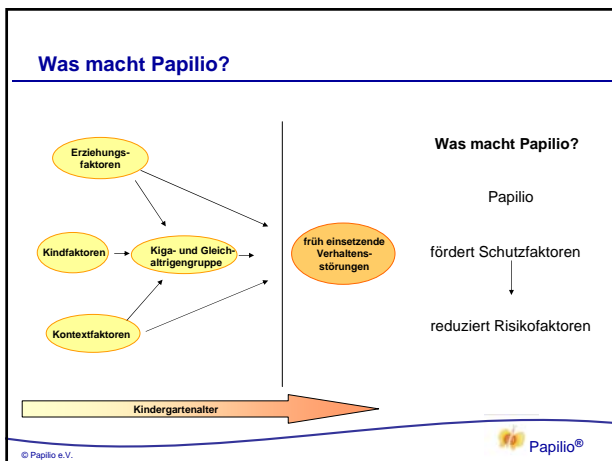 Was macht Papilio?
Erziehungs-
faktoren
Kindfaktoren
Kiga- und Gleich-
altrigengruppe
Kontextfaktoren
früh einsetzende
Verhaltens-
störungen
Was macht Papilio?
Papilio
fördert Schutzfaktoren
reduziert Risikofaktoren
Kindergartenalter
© Papilio e.V.
Papilio®